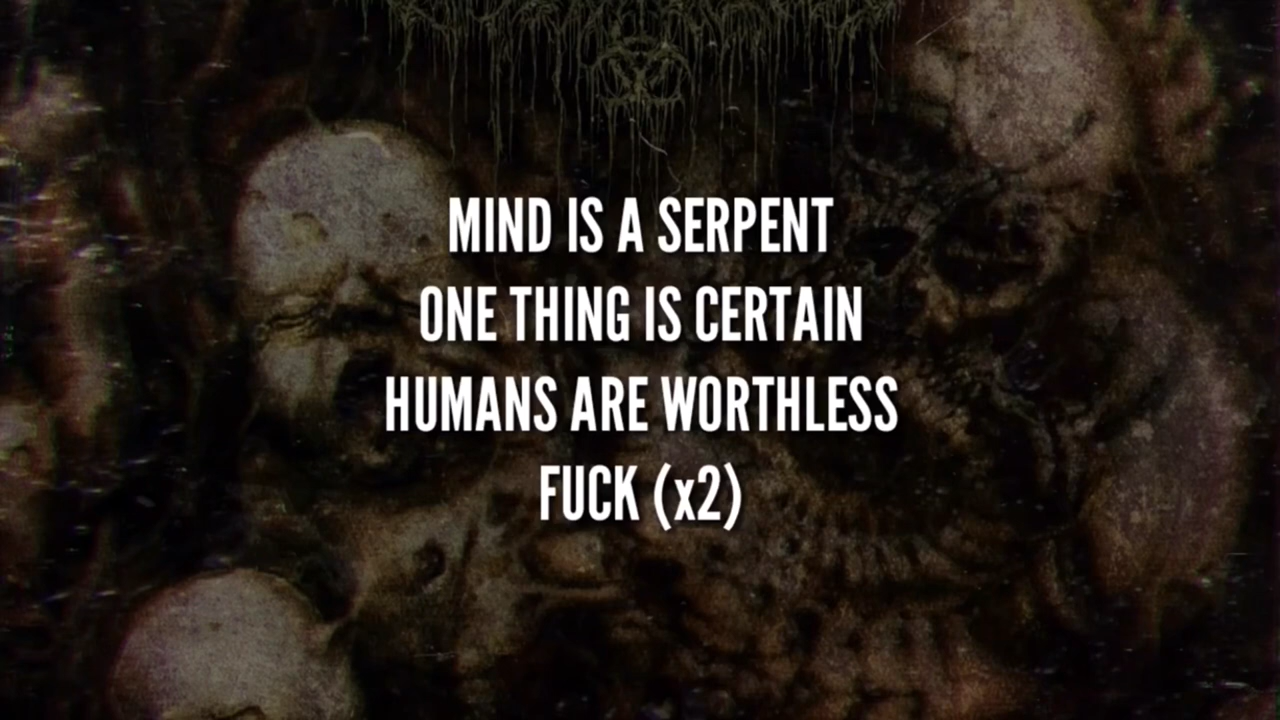 MIND IS A SERPENT
ONE THING IS CERTAIN
HUMANS ARE WORTHLESS
FUCK (x2)